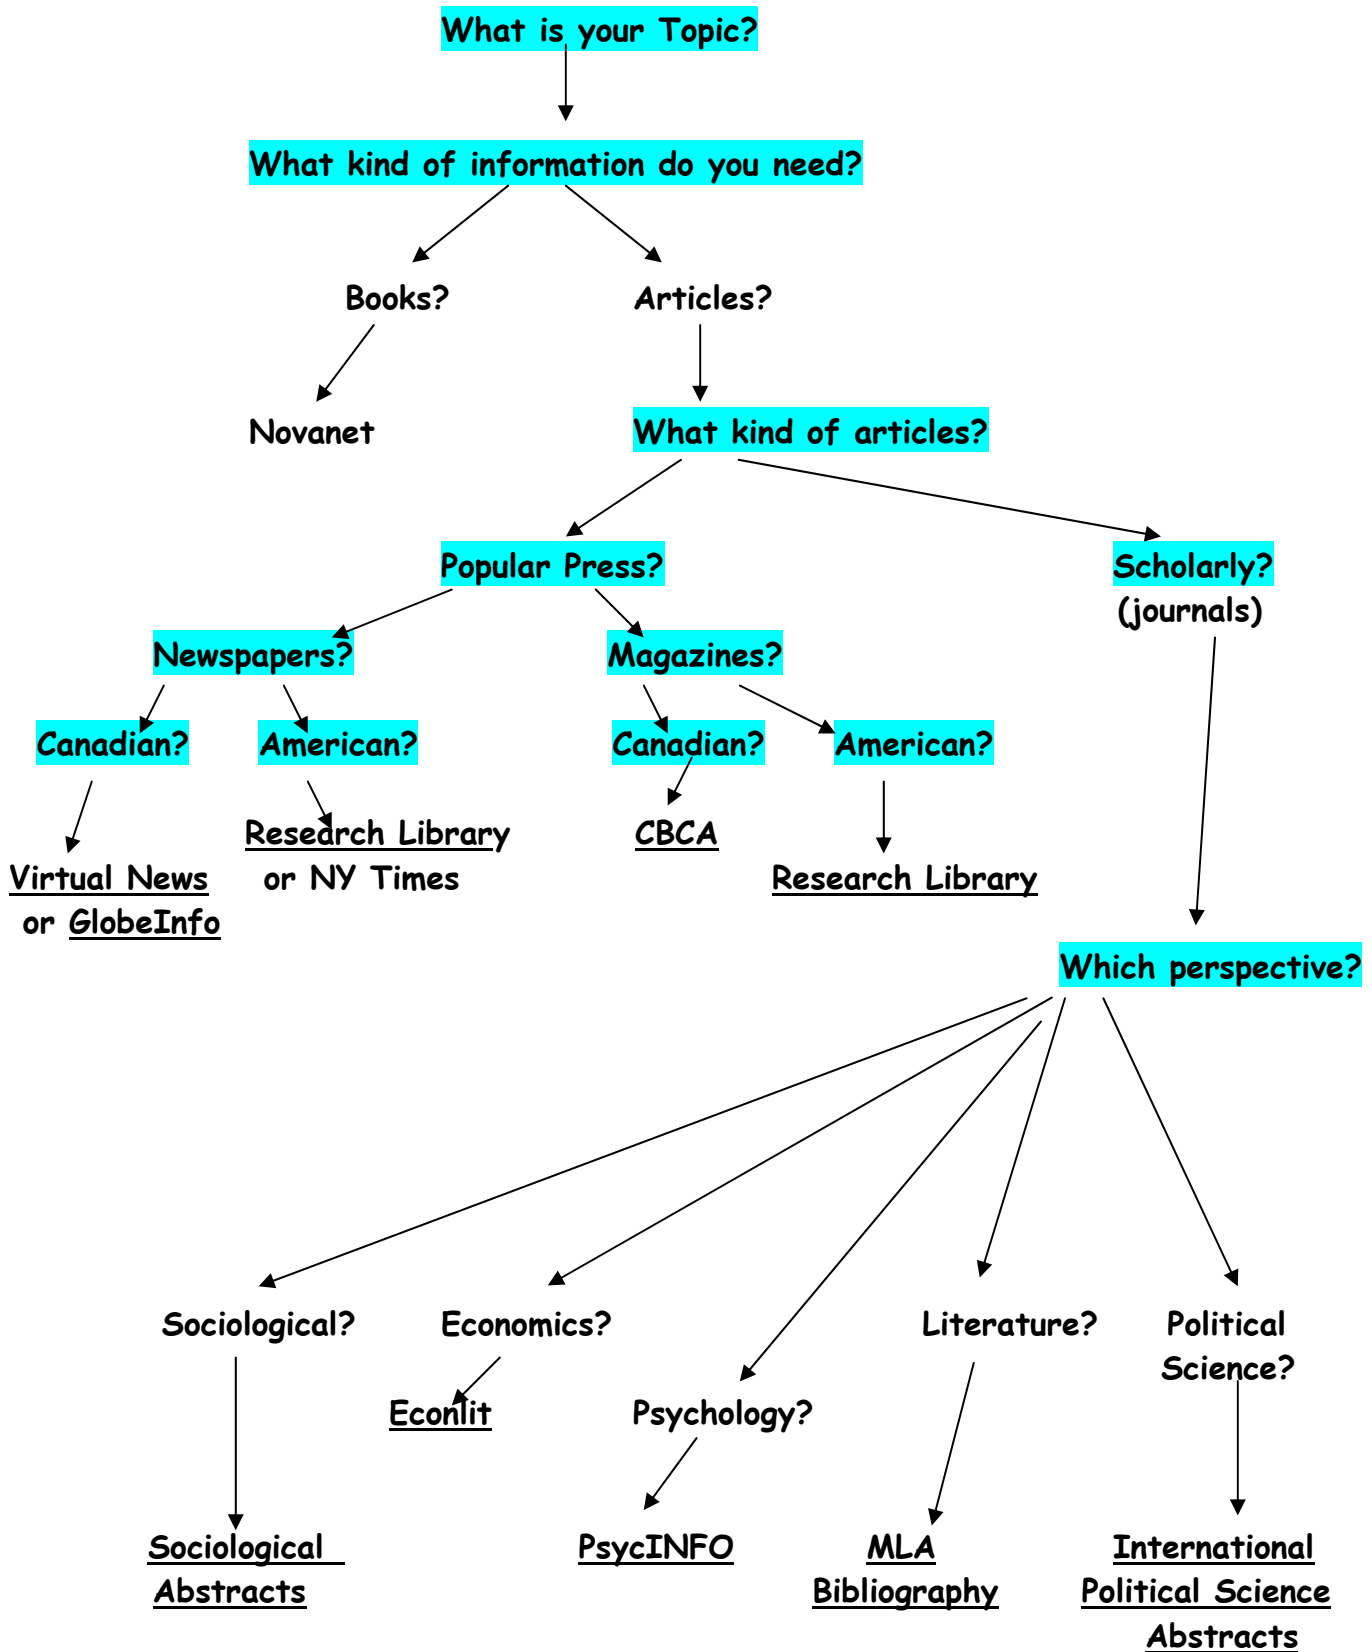 What is your Topic?
What kind of information do you need?
Books?
Articles?
Novanet
What kind of articles?
Popular Press?
Scholarly?
(journals)
Newspapers?
Magazines?
Canadian?
American?
Canadian?
American?
Research Library
or NY Times
CBCA
Virtual News
or GlobeInfo
Research Library
Which perspective?
Sociological?
Economics?
Literature?
Political
Science?
Econlit
Psychology?
Sociological
Abstracts
PsycINFO
MLA
Bibliography
International
Political Science
Abstracts